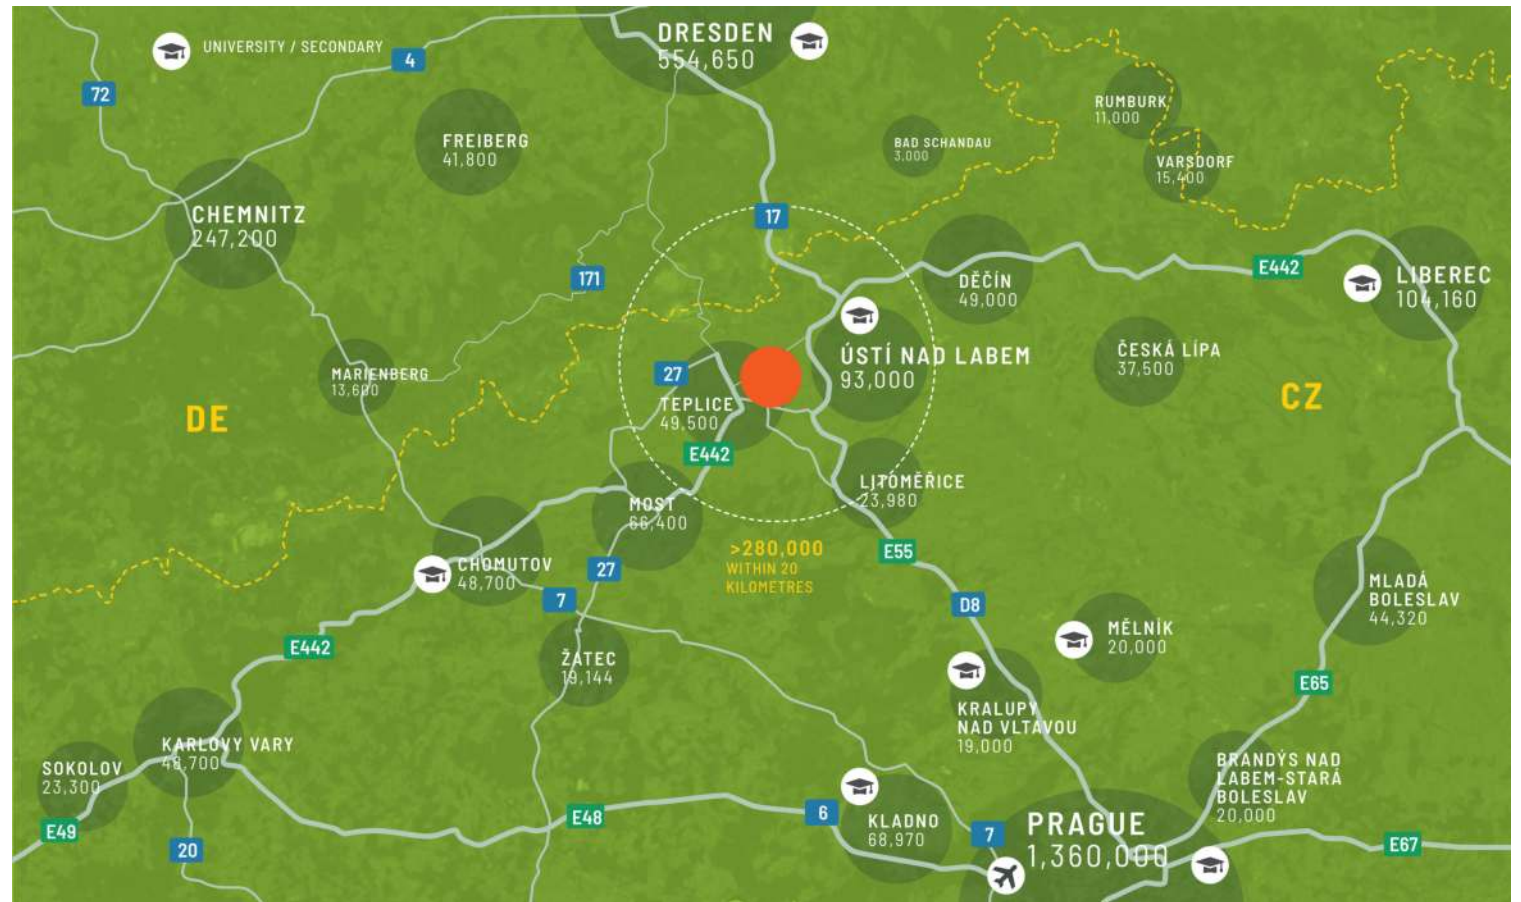 UNIVERSITY / SECONDARY
4
72
DRESDEN
554,650
FREIBERG
41,800
BAD SCHANDAU
3,000
RUMBURK
11,000
VARSDORF
15,400
CHEMNITZ
247,200
17
171
E442
DĚČÍN
49,000
LIBEREC
104,160
MARIENBERG
13,600
27
ÚSTÍ NAD LABEM
93,000
ČESKÁ LÍPA
37,500
DE
CZ
TEPLICE
49,500
E442
LITOMĚŘICE
23,980
MOST
66,400
>280,000
WITHIN 20
KILOMETRES
E55
CHOMUTOV
48,700
27
7
D8
MLADÁ
BOLESLAV
44,320
MĚLNÍK
20,000
E442
ŽATEC
19,144
E65
KRALUPY
NAD VLTAVOU
19,000
KARLOVY VARY
48,700
SOKOLOV
23,300
BRANDÝS NAD
LABEM-STARÁ
BOLESLAV
20,000
E49
20
E48
6
KLADNO
68,970
7
PRAGUE
1,360,000
E67